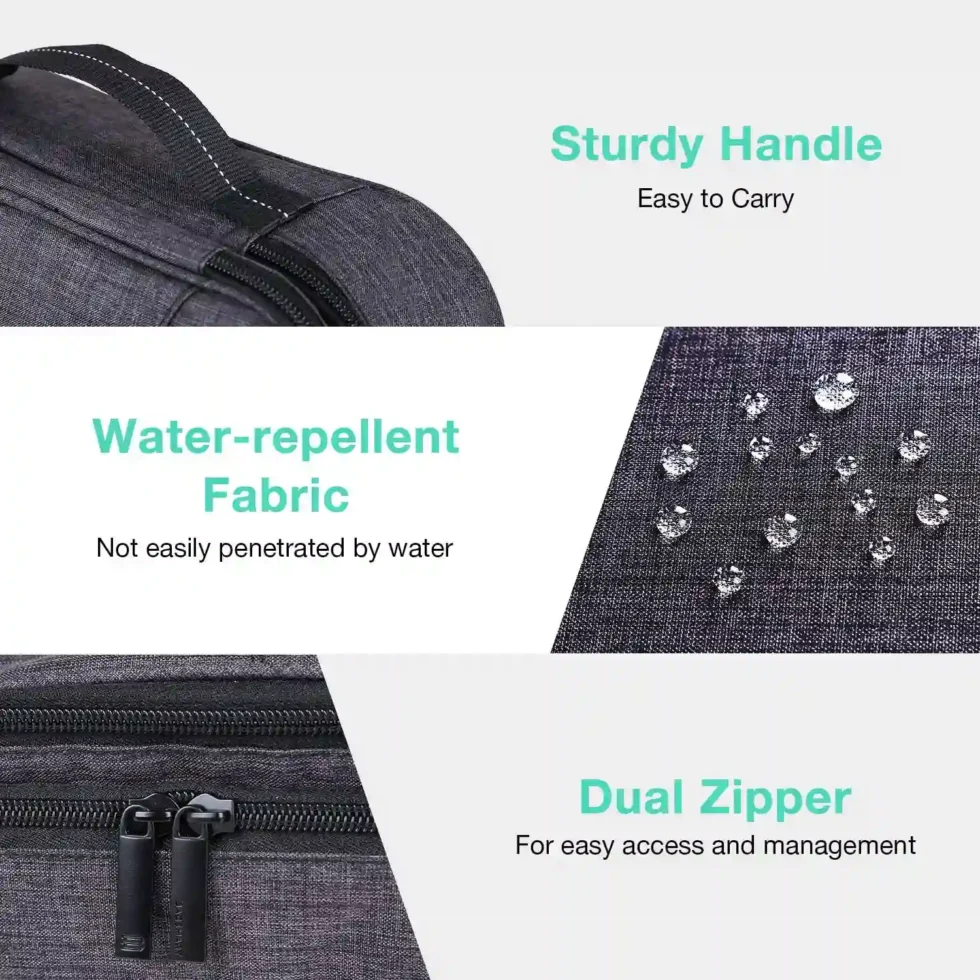 Sturdy Handle
Easy to Carry
Water-repellent
Fabric
Not easily penetrated by water
Dual Zipper
For easy access and management